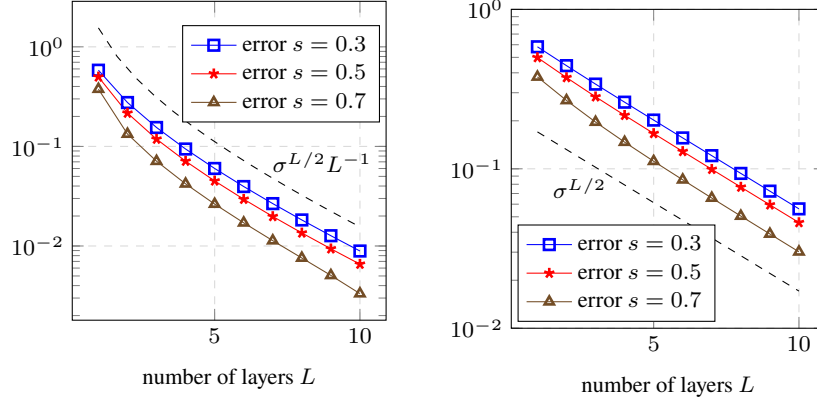 10^0
10^{-1}
10^{-2}
5
10
number of layers L
error s = 0.3
error s = 0.5
error s = 0.7
σ^{L/2}L^{-1}
10^0
10^{-1}
10^{-2}
5
10
number of layers L
σ^{L/2}
error s = 0.3
error s = 0.5
error s = 0.7